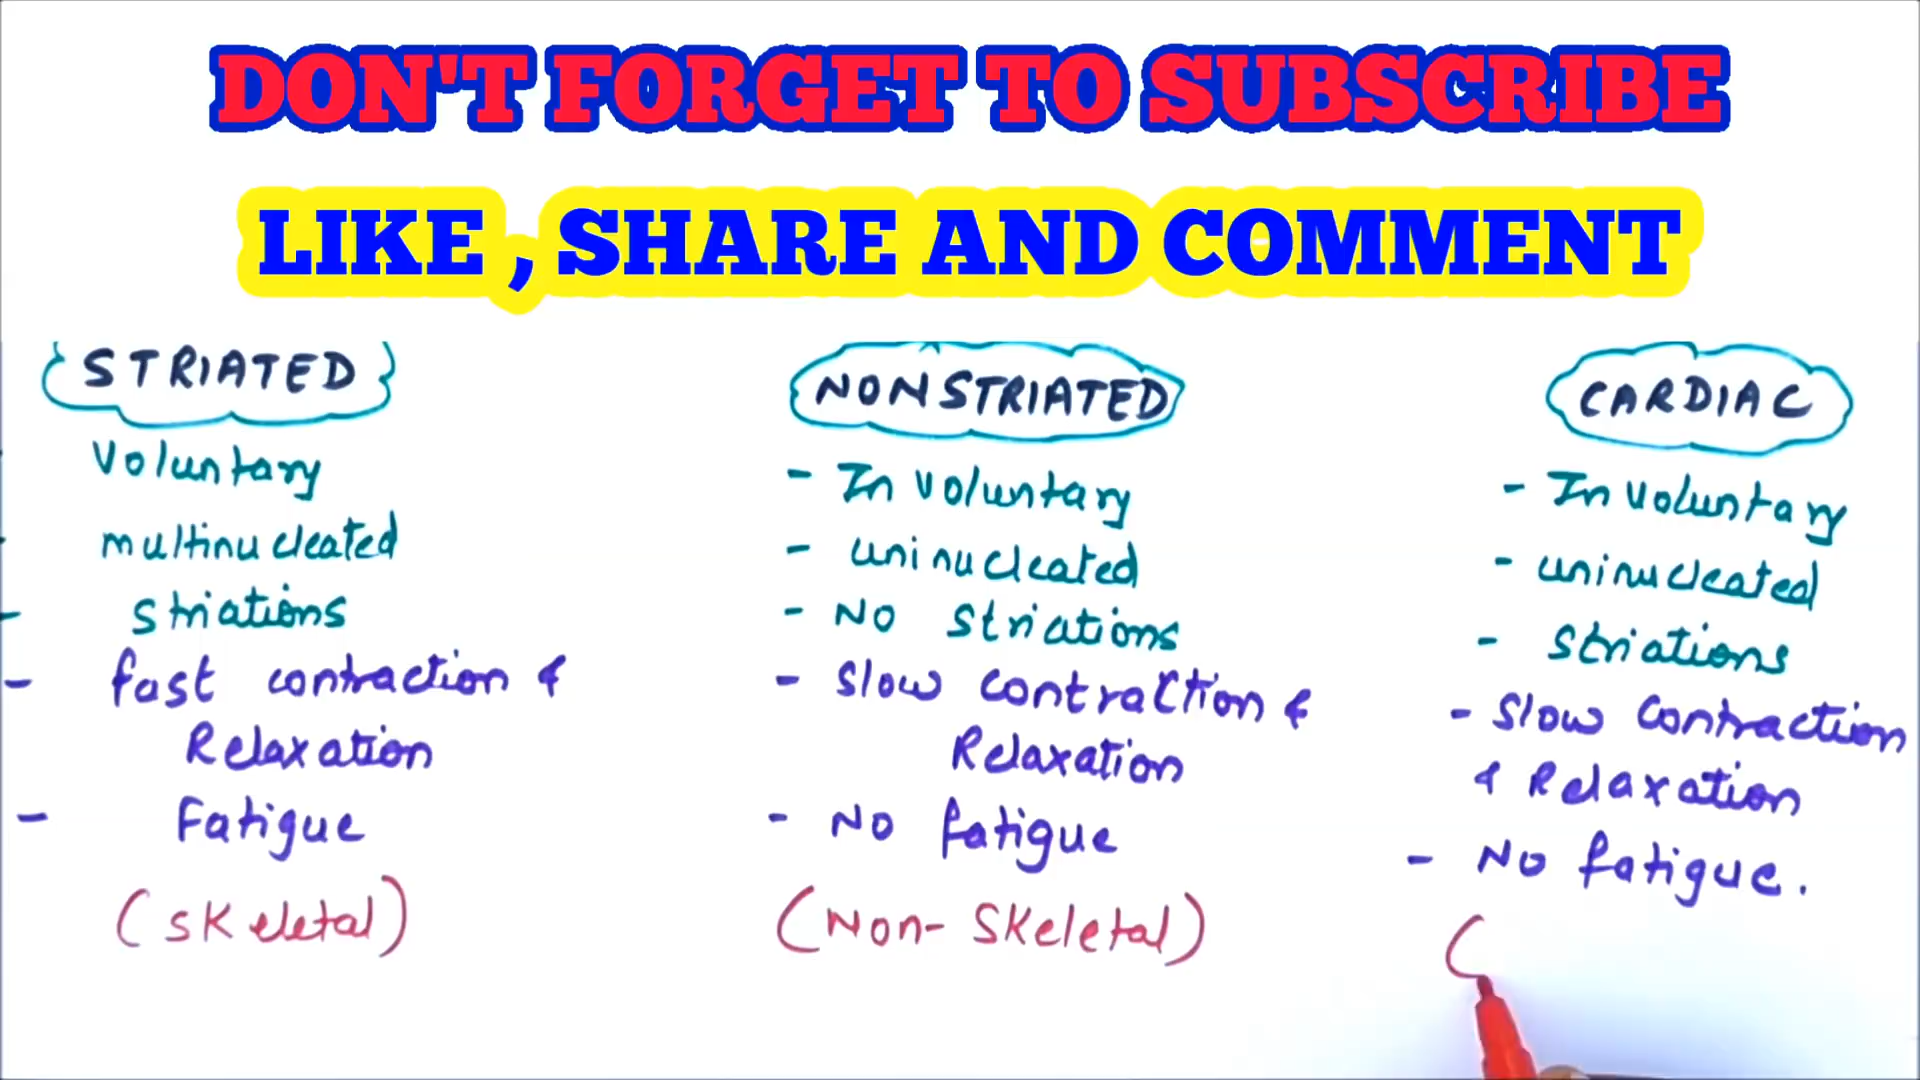 DON'T FORGET TO SUBSCRIBE
LIKE , SHARE AND COMMENT
STRIATED
Voluntary
multinucleated
- Striations
- fast contraction &
Relaxation
- Fatigue
(Skeletal)
NONSTRIATED
- Involuntary
- uninucleated
- No Striations
- Slow contraction &
Relaxation
- No fatigue
(Non-Skeletal)
CARDIAC
- Involuntary
- uninucleated
- Striations
- Slow contraction
& Relaxation
- No fatigue.
(